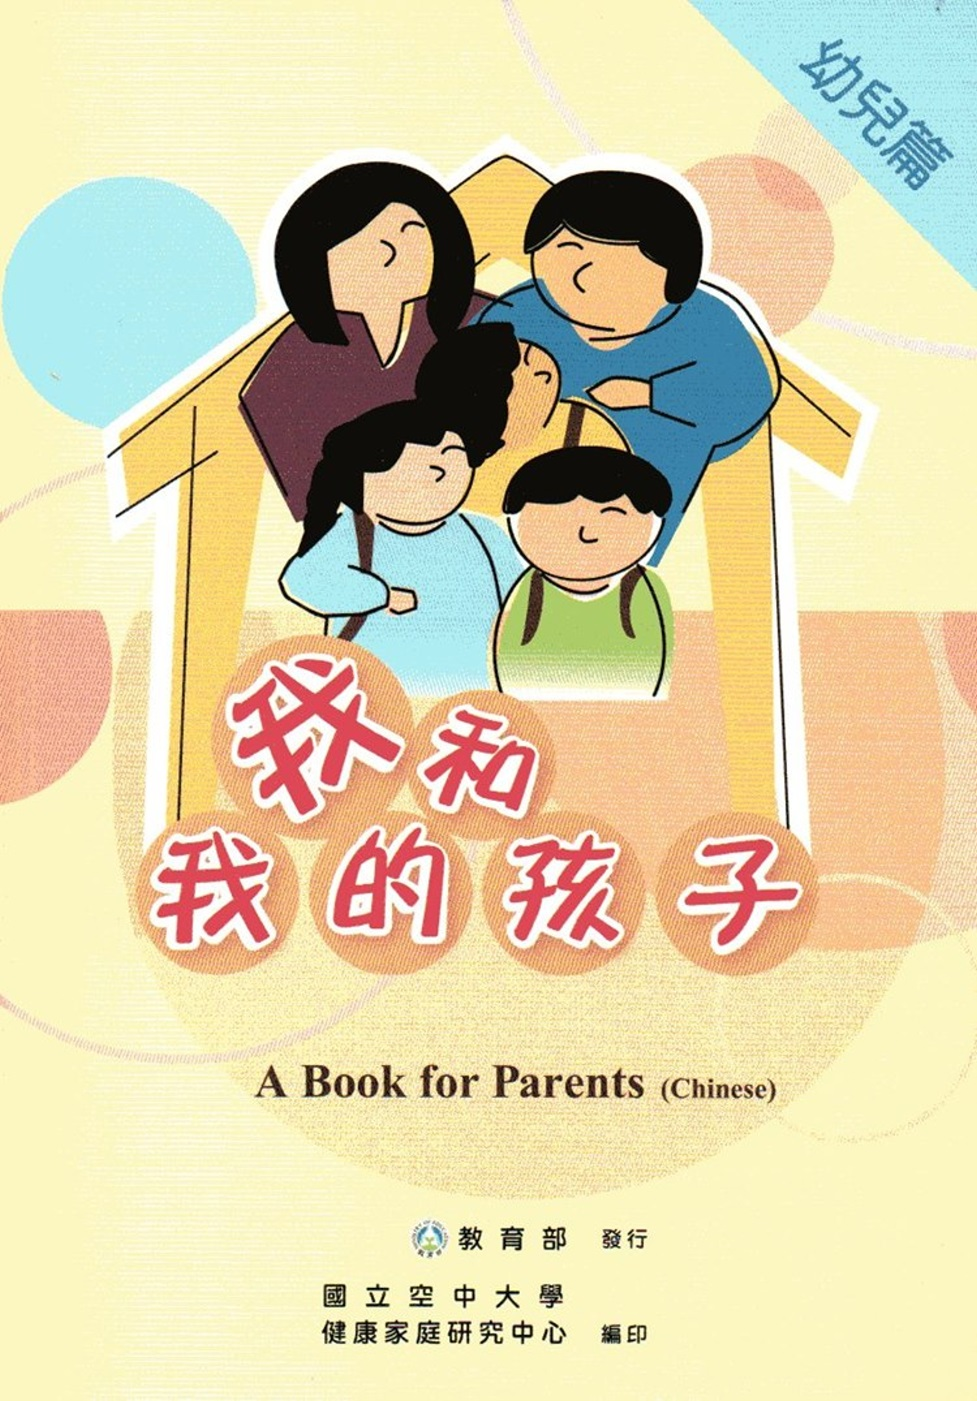 幼兒篇
我和
我的孩子
A Book for Parents (Chinese)
教育部 發行
國立空中大學
健康家庭研究中心 編印